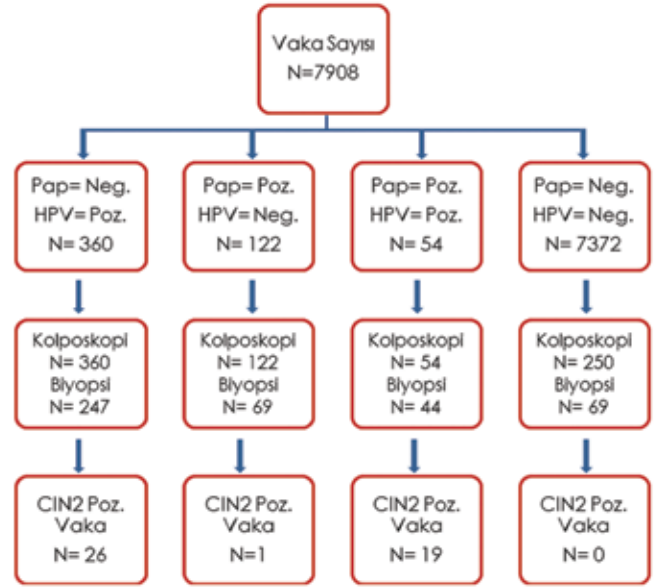 Vaka Sayısı
N=7908
Pap= Neg.
HPV= Poz.
N= 360
Pap= Poz.
HPV= Neg.
N= 122
Pap= Poz.
HPV= Poz.
N= 54
Pap= Neg.
HPV= Neg.
N= 7372
Kolposkopi
N= 360
Biyopsi
N= 247
Kolposkopi
N= 122
Biyopsi
N= 69
Kolposkopi
N= 54
Biyopsi
N= 44
Kolposkopi
N= 250
Biyopsi
N= 69
CIN2 Poz.
Vaka
N= 26
CIN2 Poz.
Vaka
N=1
CIN2 Poz.
Vaka
N= 19
CIN2 Poz.
Vaka
N= 0